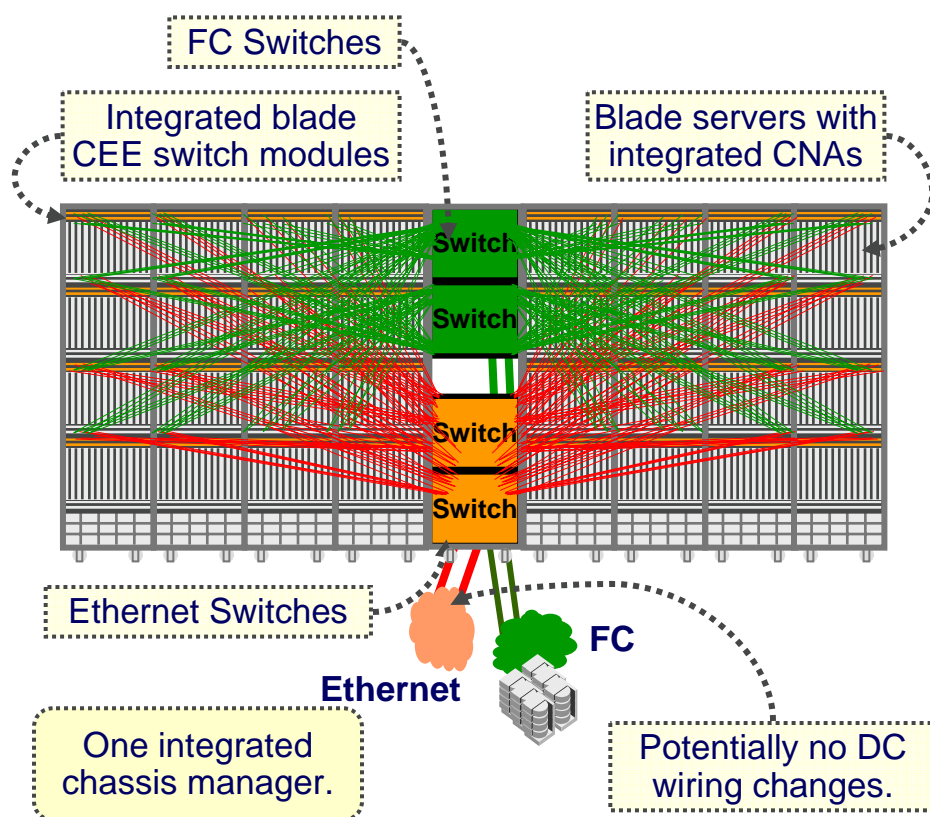 FC Switches
Integrated blade
CEE switch modules
Blade servers with
integrated CNAs
Switch
Switch
Switch
Switch
Ethernet Switches
FC
Ethernet
One integrated
chassis manager.
Potentially no DC
wiring changes.